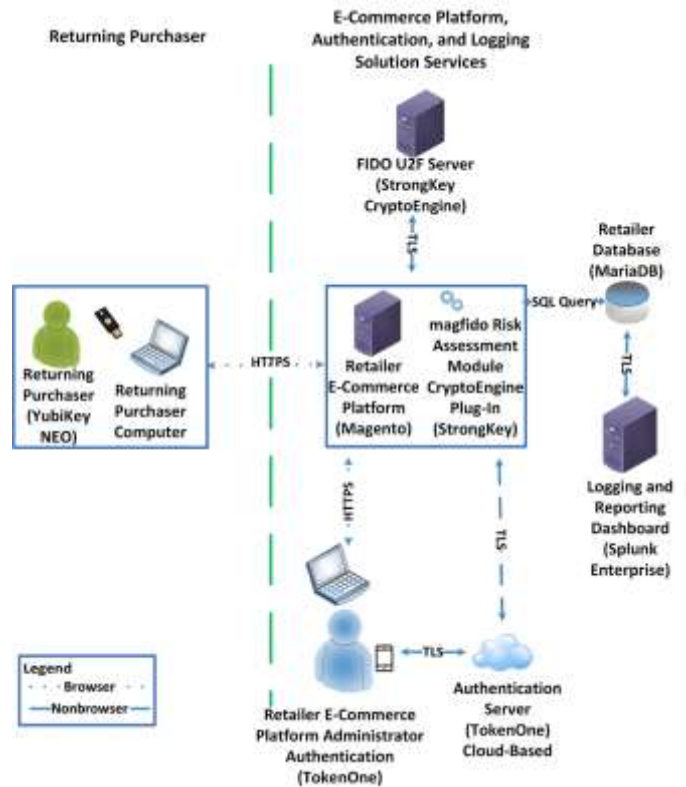 Returning Purchaser
E-Commerce Platform,
Authentication, and Logging
Solution Services
FIDO U2F Server
(StrongKey
CryptoEngine)
TLS
Retailer
Database
(MariaDB)
SQL Query
TLS
Returning
Purchaser
(YubiKey
NEO)
Returning
Purchaser
Computer
HTTPS
Retailer
E-Commerce
Platform
(Magento)
magfido Risk
Assessment
Module
CryptoEngine
Plug-In
(StrongKey)
Logging and
Reporting
Dashboard
(Splunk
Enterprise)
HTTPS
TLS
TLS
Legend
Browser
Nonbrowser
Retailer E-Commerce
Platform Administrator
Authentication
(TokenOne)
Authentication
Server
(TokenOne)
Cloud-Based